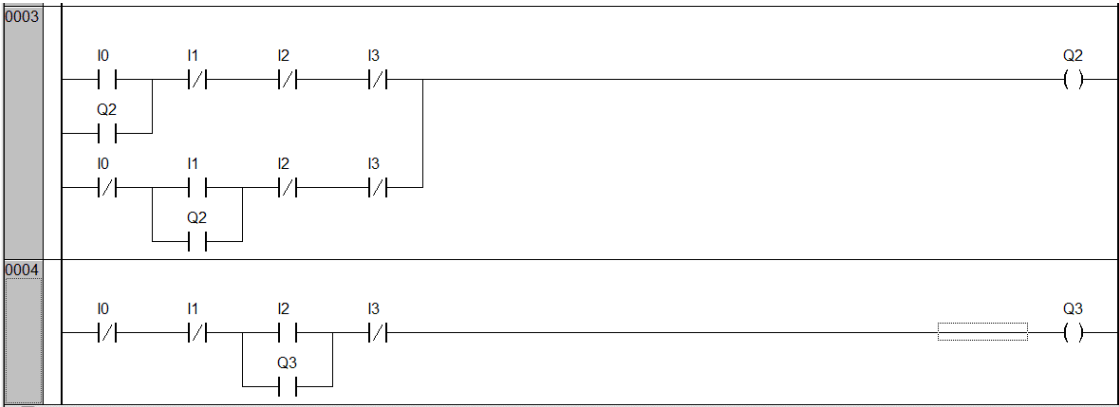 0003
I0 I1 I2 I3 Q2
Q2
I0 I1 I2 I3
Q2
0004
I0 I1 I2 I3 Q3
Q3